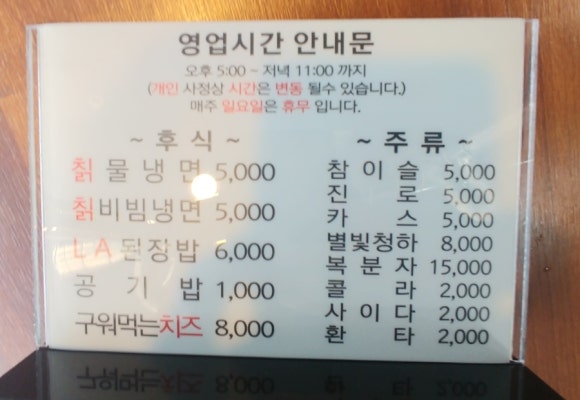 영업시간 안내문
오후 5:00 ~ 저녁 11:00 까지
(개인 사정상 시간은 변동 될수 있습니다.)
매주 일요일은 휴무 입니다.
~ 후 식 ~
칡 물 냉 면 5,000
칡비빔냉면 5,000
L A 된장밥 6,000
공 기 밥 1,000
구워먹는치즈 8,000
~ 주 류 ~
참 이 슬 5,000
진 로 5,000
카 스 5,000
별빛청하 8,000
복 분 자 15,000
콜 라 2,000
사 이 다 2,000
환 타 2,000